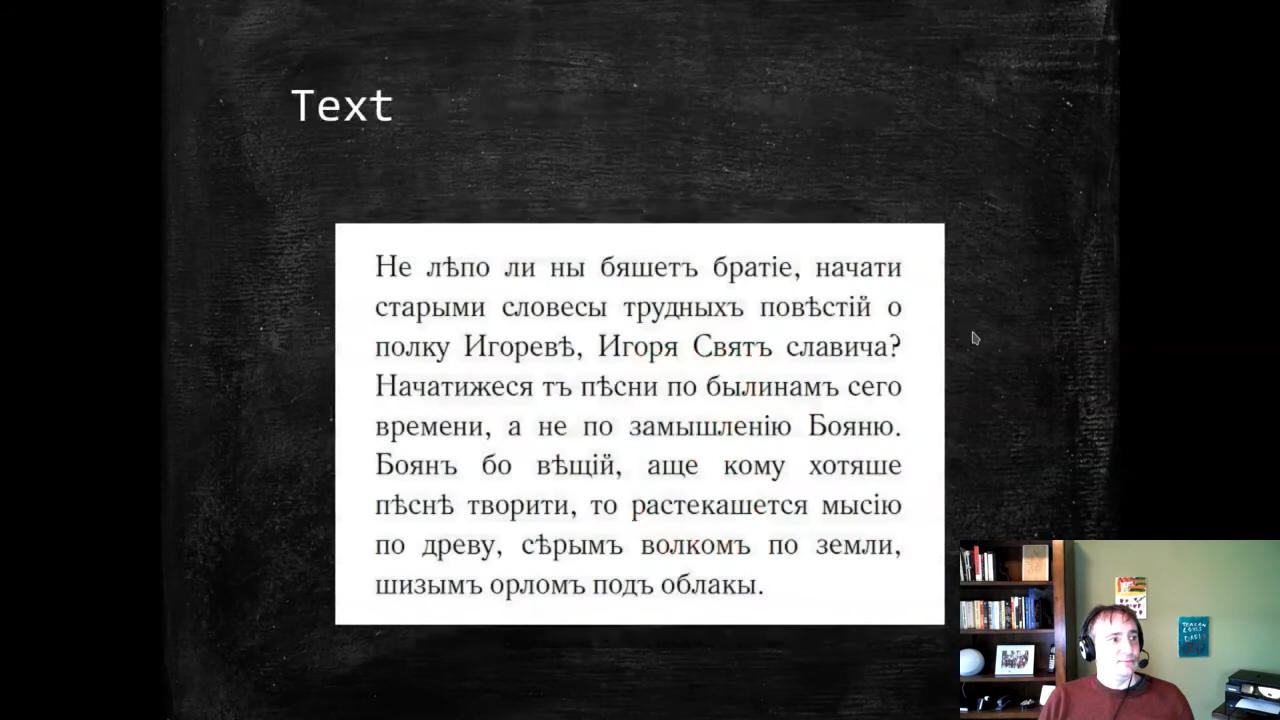 Text
Не лѣпо ли ны бяшетъ братіе, начати
старыми словесы трудныхъ повѣстій о
полку Игоревѣ, Игоря Святъ славича?
Начатижеся тъ пѣсни по былинамъ сего
времени, а не по замышленію Бояню.
Боянъ бо вѣщій, аще кому хотяше
пѣснѣ творити, то растекашется мысію
по древу, сѣрымъ волкомъ по земли,
шизымъ орломъ подъ облакы.